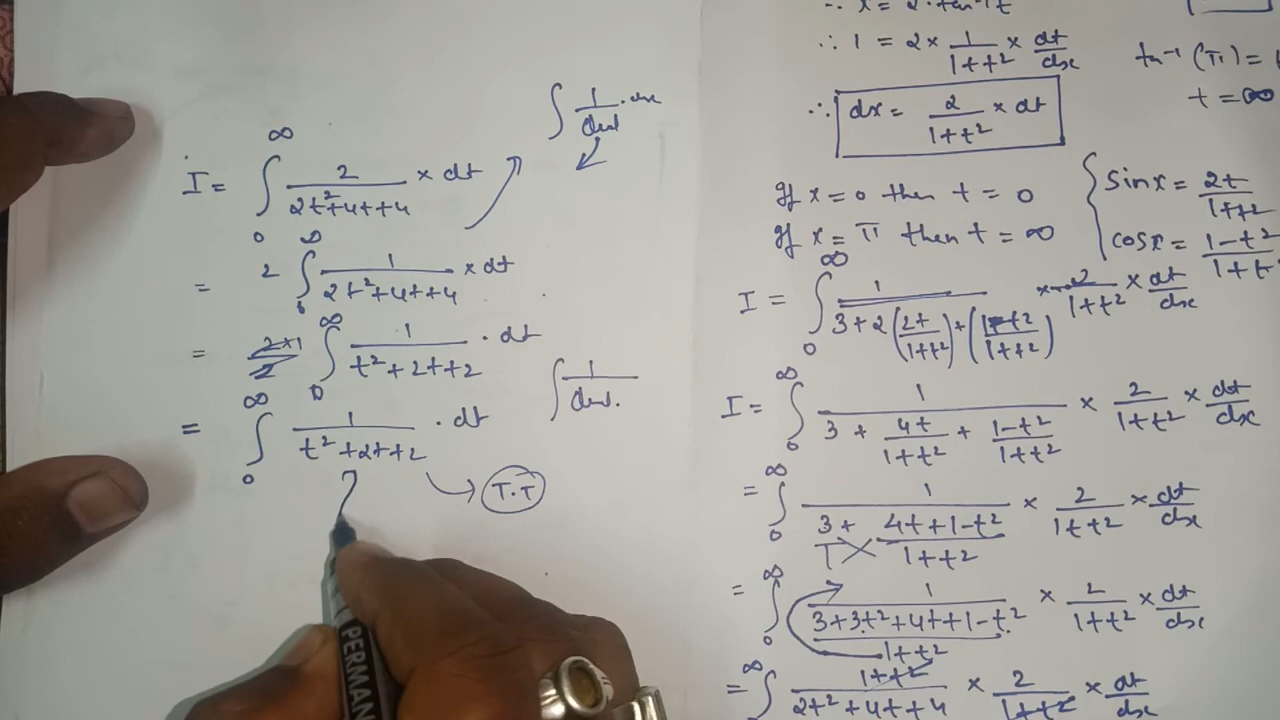 I = ∫₀^∞ 2/(2t²+4t+4) × dt
∫ 1/den! · dx
= 2 ∫₀^∞ 1/(2t²+4t+4) × dt
= (2×1)/2 ∫₀^∞ 1/(t²+2t+2) · dt
∫ 1/den!.
= ∫₀^∞ 1/(t²+2t+2) · dt
T.T
∴ x = 2·tan⁻¹t
∴ 1 = 2 × 1/(1+t²) × dt/dx
∴ dx = 2/(1+t²) × dt
tan⁻¹(π) =
t = ∞
If x = 0 then t = 0
If x = π then t = ∞
sinx = 2t/(1+t²)
cosx = (1-t²)/(1+t
I = ∫₀^∞ 1/(3+2(2t/(1+t²))+((1-t²)/(1+t²))) × 2/(1+t²) × dt/dx
I = ∫₀^∞ 1/(3 + 4t/(1+t²) + (1-t²)/(1+t²)) × 2/(1+t²) × dt/dx
= ∫₀^∞ 1/(3/1 + (4t+1-t²)/(1+t²)) × 2/(1+t²) × dt/dx
= ∫₀^∞ 1/((3+3t²+4t+1-t²)/(1+t²)) × 2/(1+t²) × dt/dx
= ∫^∞ (1+t²)/(2t²+4t+4) × 2/(1+t²) × dt/dx
PERMAN